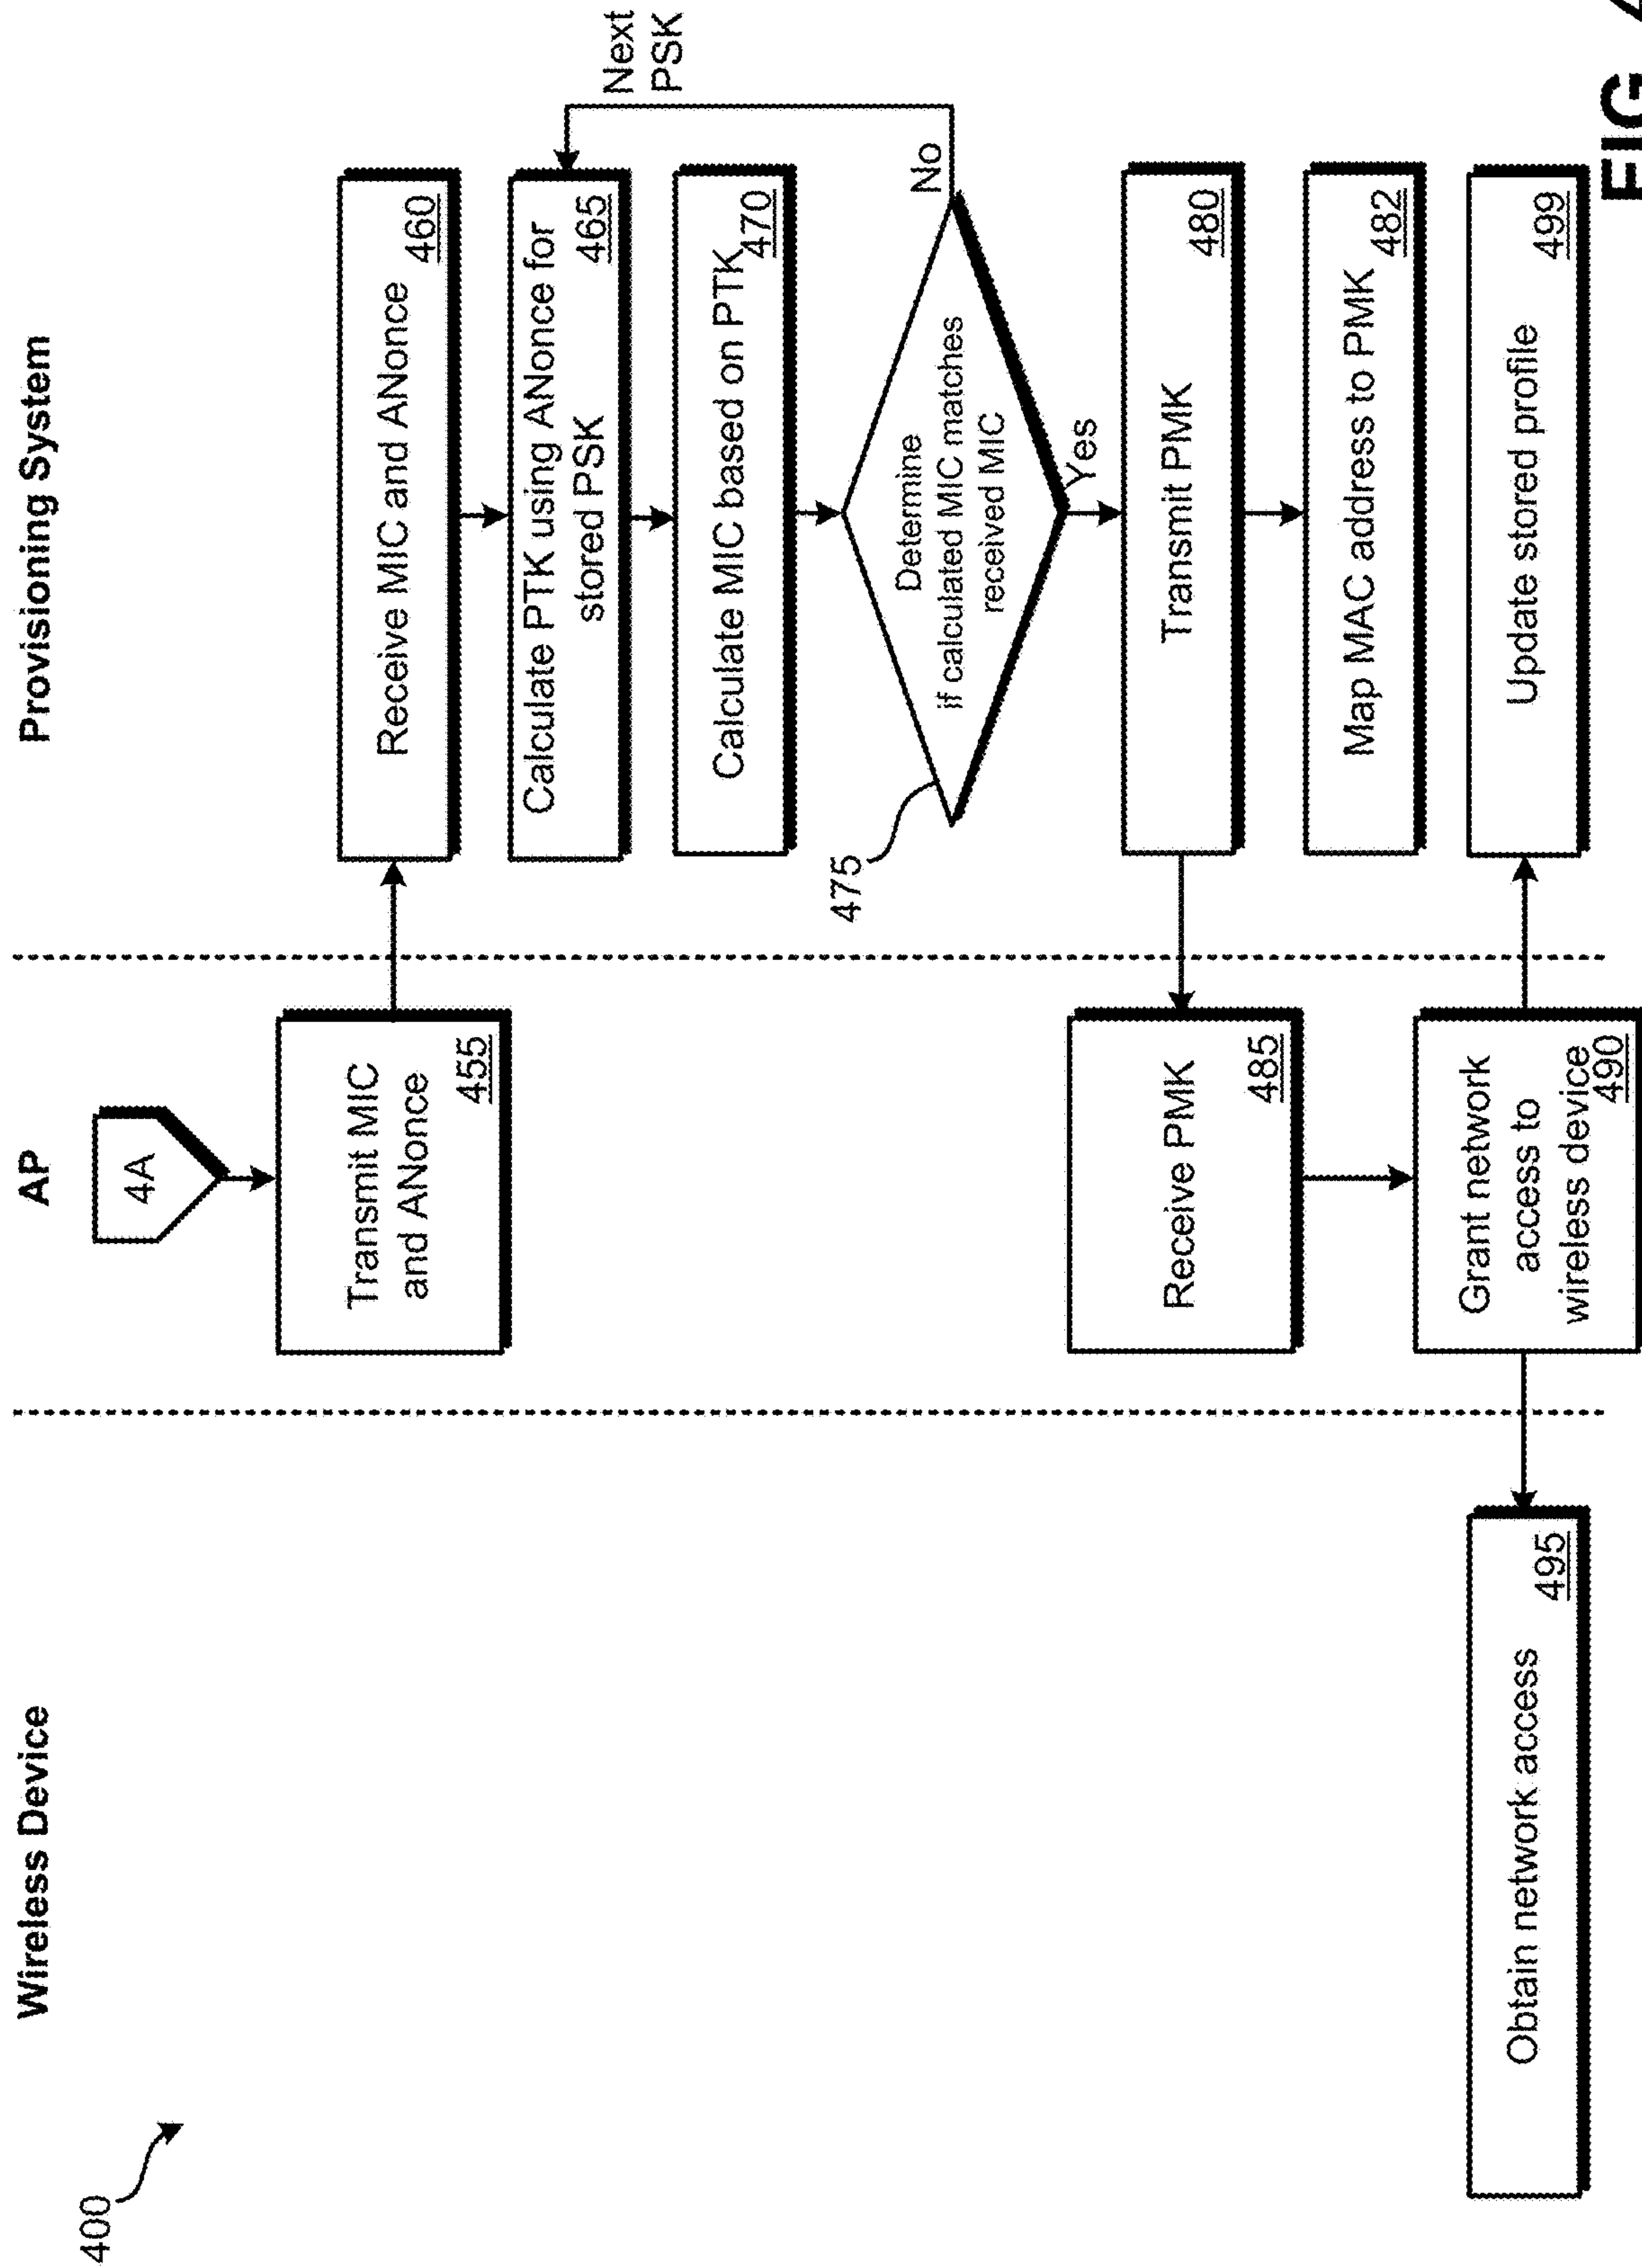 400
Wireless Device
AP
Provisioning System
4A
Transmit MIC
and ANonce
455
Receive MIC and ANonce
460
Calculate PTK using ANonce for
stored PSK
465
Next
PSK
Calculate MIC based on PTK
470
475
Determine
if calculated MIC matches
received MIC
No
Yes
Transmit PMK
480
Receive PMK
485
Map MAC address to PMK
482
Grant network
access to
wireless device
490
Obtain network access
495
Update stored profile
499
FIG. 4